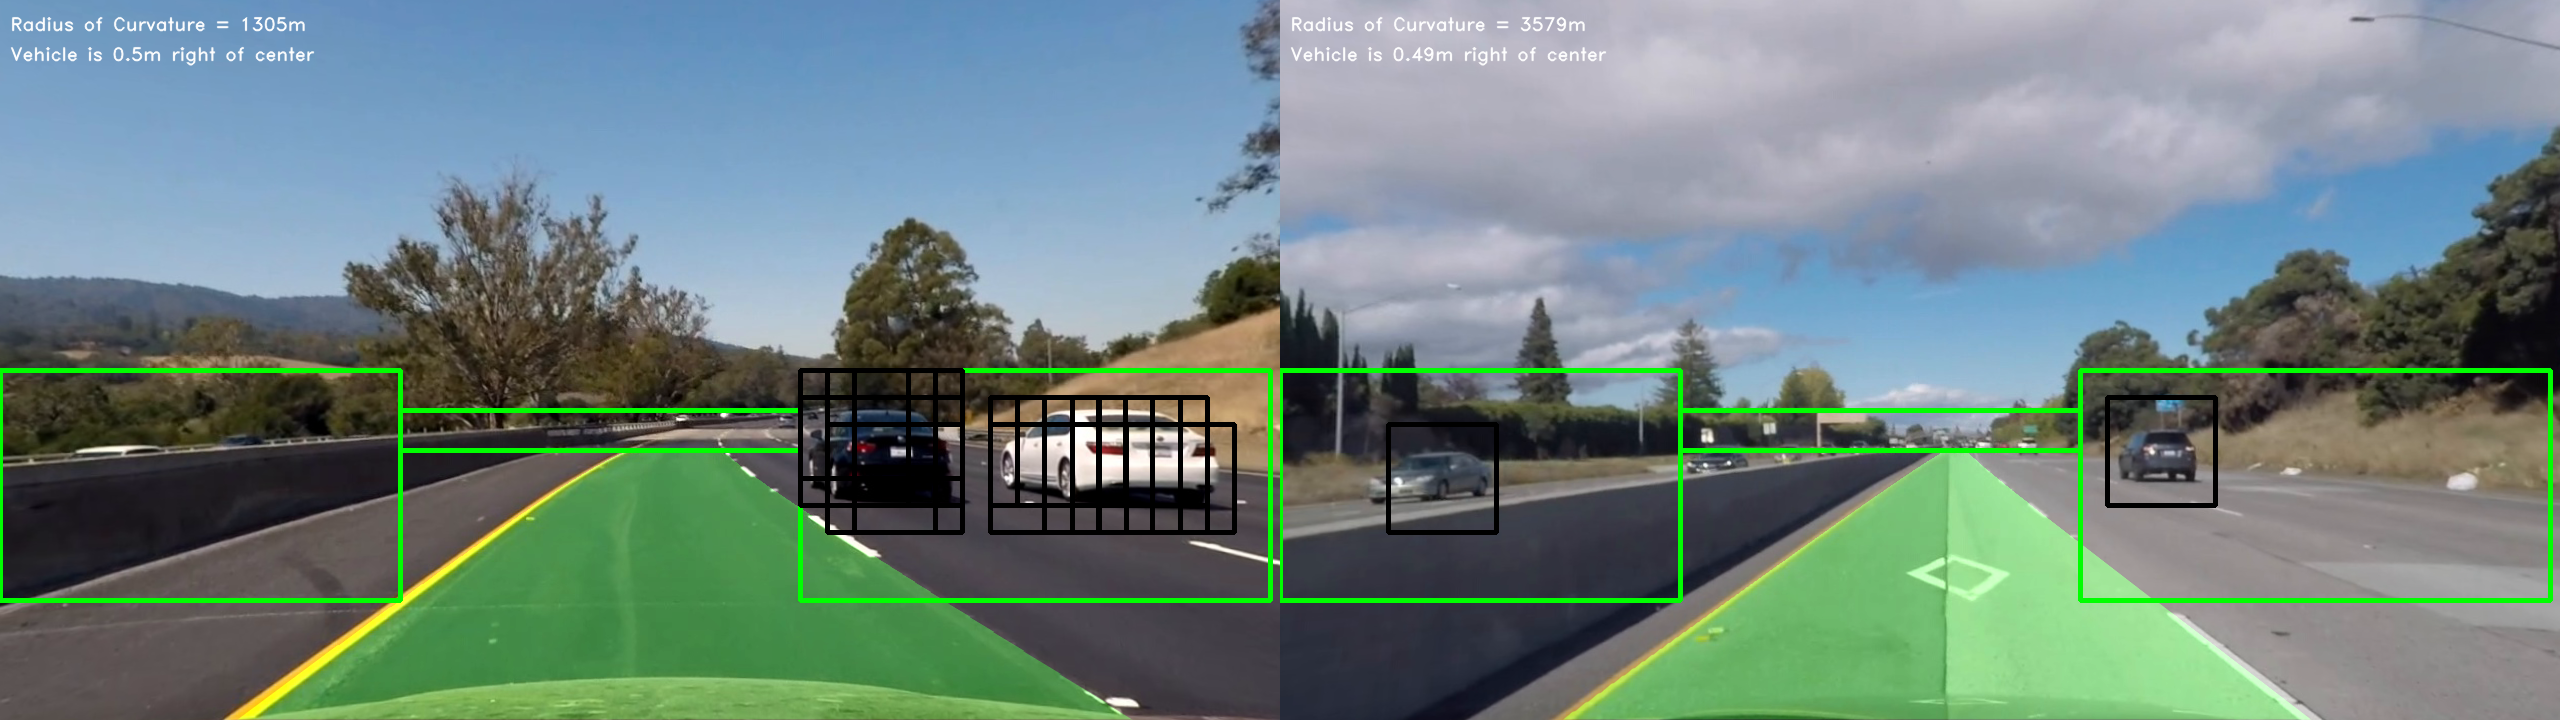 Radius of Curvature = 1305m
Vehicle is 0.5m right of center
Radius of Curvature = 3579m
Vehicle is 0.49m right of center